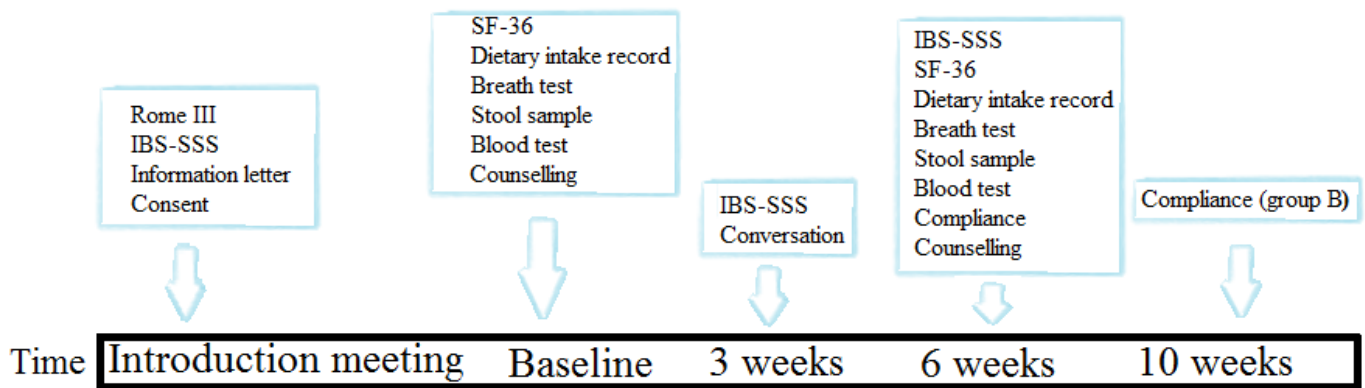 Rome III
IBS-SSS
Information letter
Consent
SF-36
Dietary intake record
Breath test
Stool sample
Blood test
Counselling
IBS-SSS
Conversation
IBS-SSS
SF-36
Dietary intake record
Breath test
Stool sample
Blood test
Compliance
Counselling
Compliance (group B)
Time Introduction meeting Baseline 3 weeks 6 weeks 10 weeks